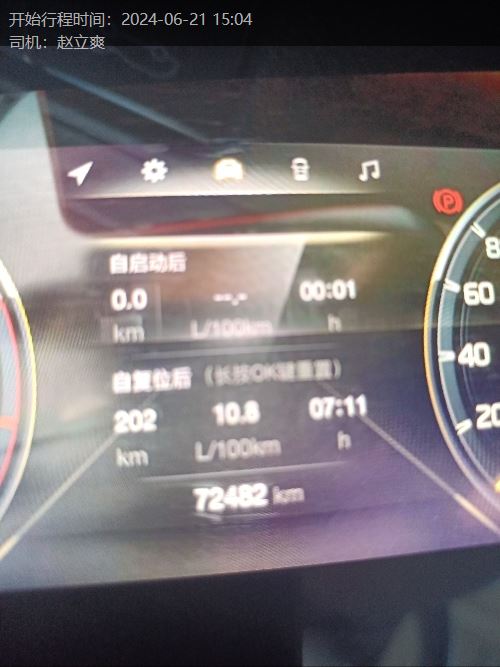 开始行程时间：2024-06-21 15:04
司机：赵立爽
自启动后
0.0 --.- 00:01
km L/100km h
自复位后（长按OK键重置）
202 10.8 07:11
km L/100km h
72482 km
P
80
60
40
20